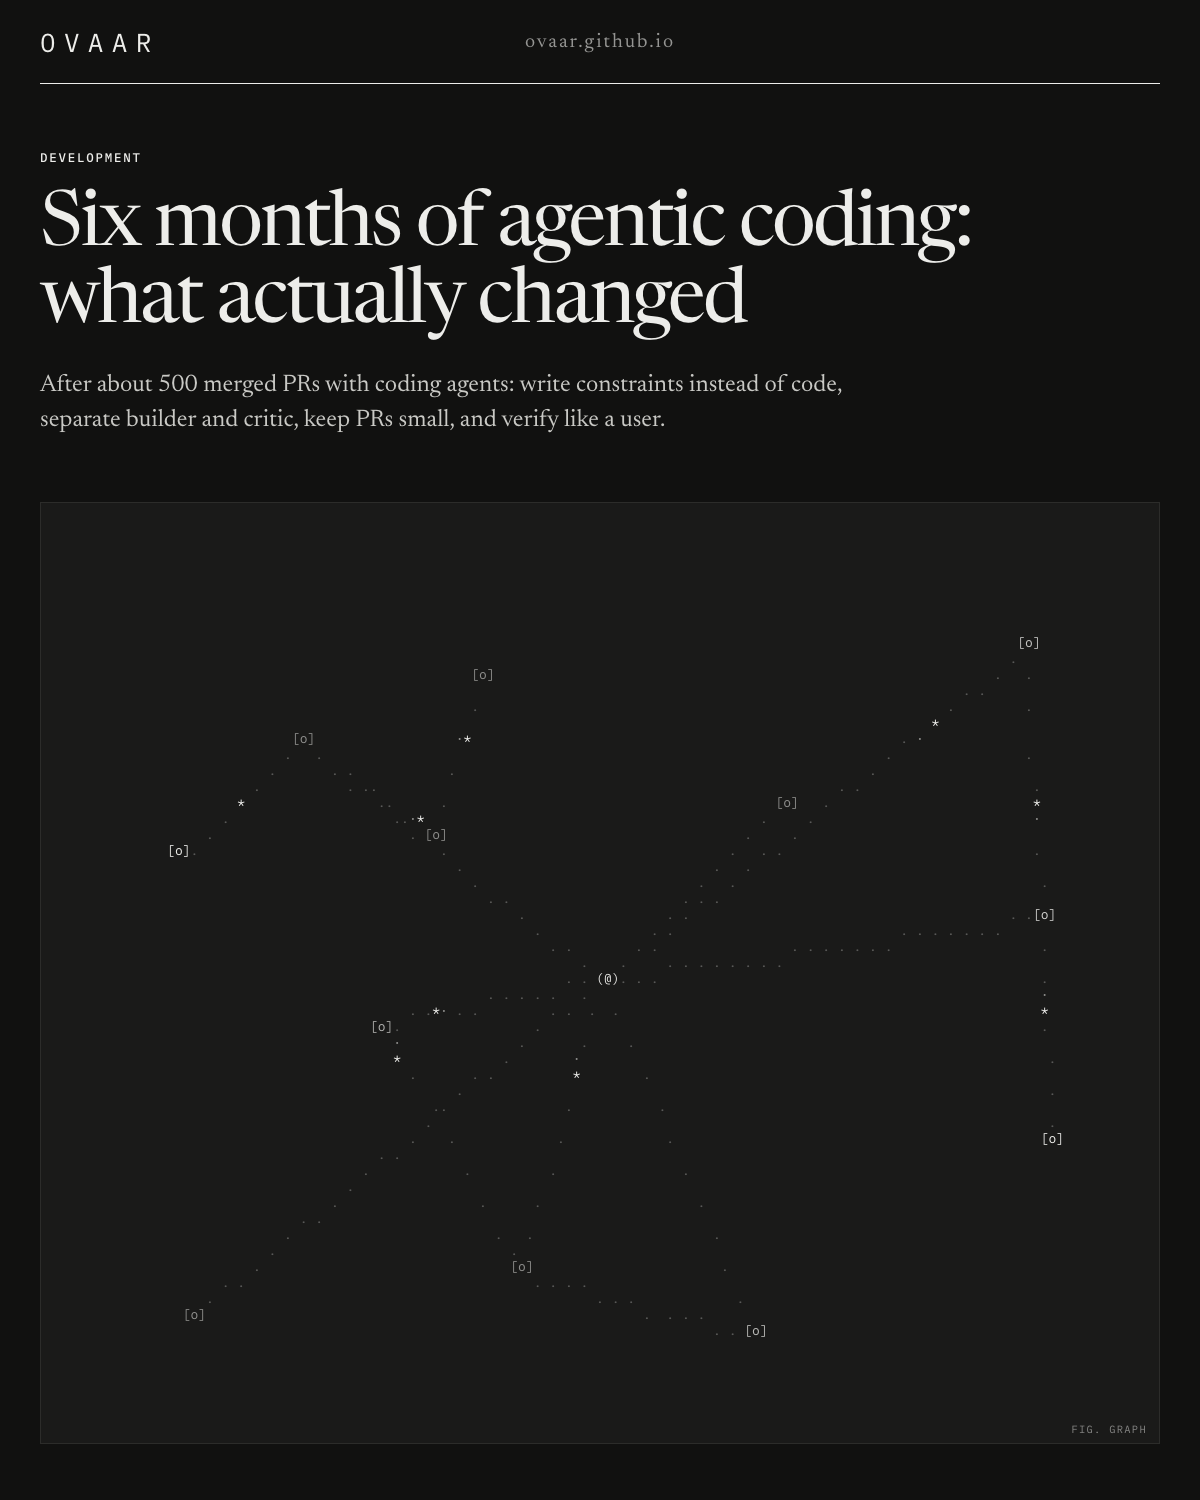 OVAAR
ovaar.github.io
DEVELOPMENT
Six months of agentic coding:
what actually changed
After about 500 merged PRs with coding agents: write constraints instead of code,
separate builder and critic, keep PRs small, and verify like a user.
[o]
[o]
*
[o]
*
[o]
*
*
*
[o]
[o]
[o]
(@)
*
*
[o]
*
*
[o]
[o]
[o]
[o]
FIG. GRAPH